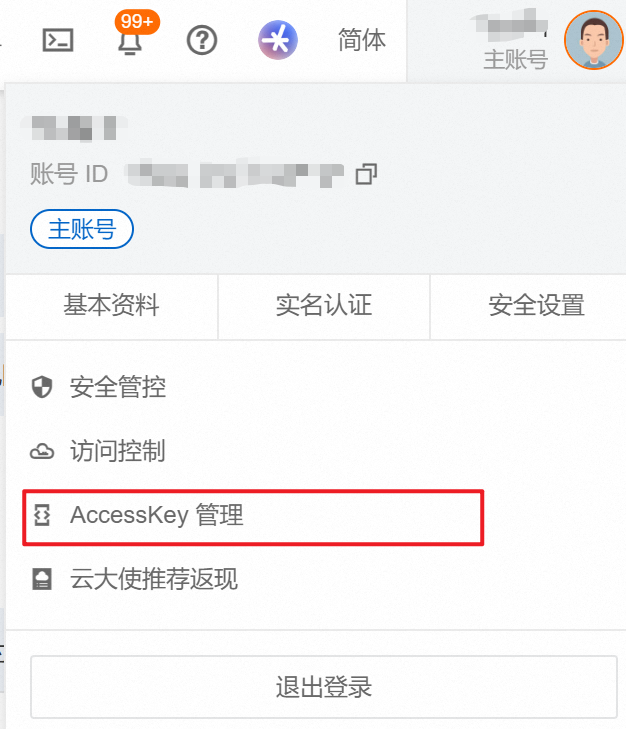 99+
简体
主账号
账号 ID
主账号
基本资料
实名认证
安全设置
安全管控
访问控制
AccessKey 管理
云大使推荐返现
退出登录